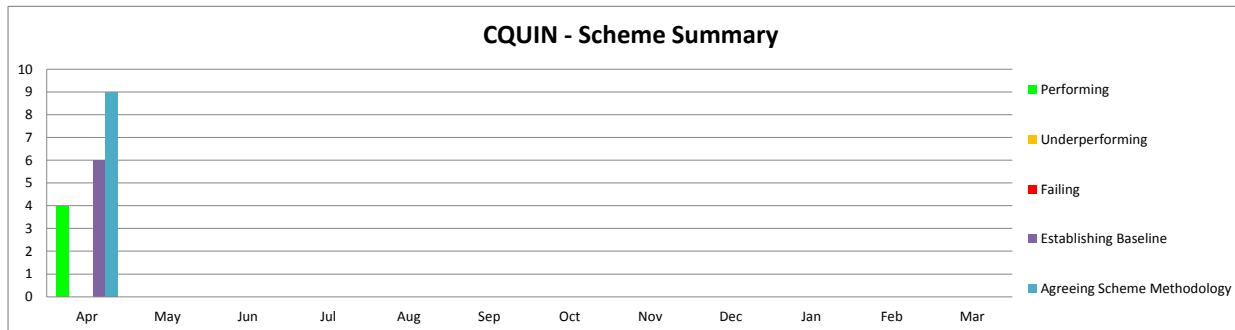 CQUIN - Scheme Summary
10
9
8
7
6
5
4
3
2
1
0
Apr May Jun Jul Aug Sep Oct Nov Dec Jan Feb Mar
Performing
Underperforming
Failing
Establishing Baseline
Agreeing Scheme Methodology